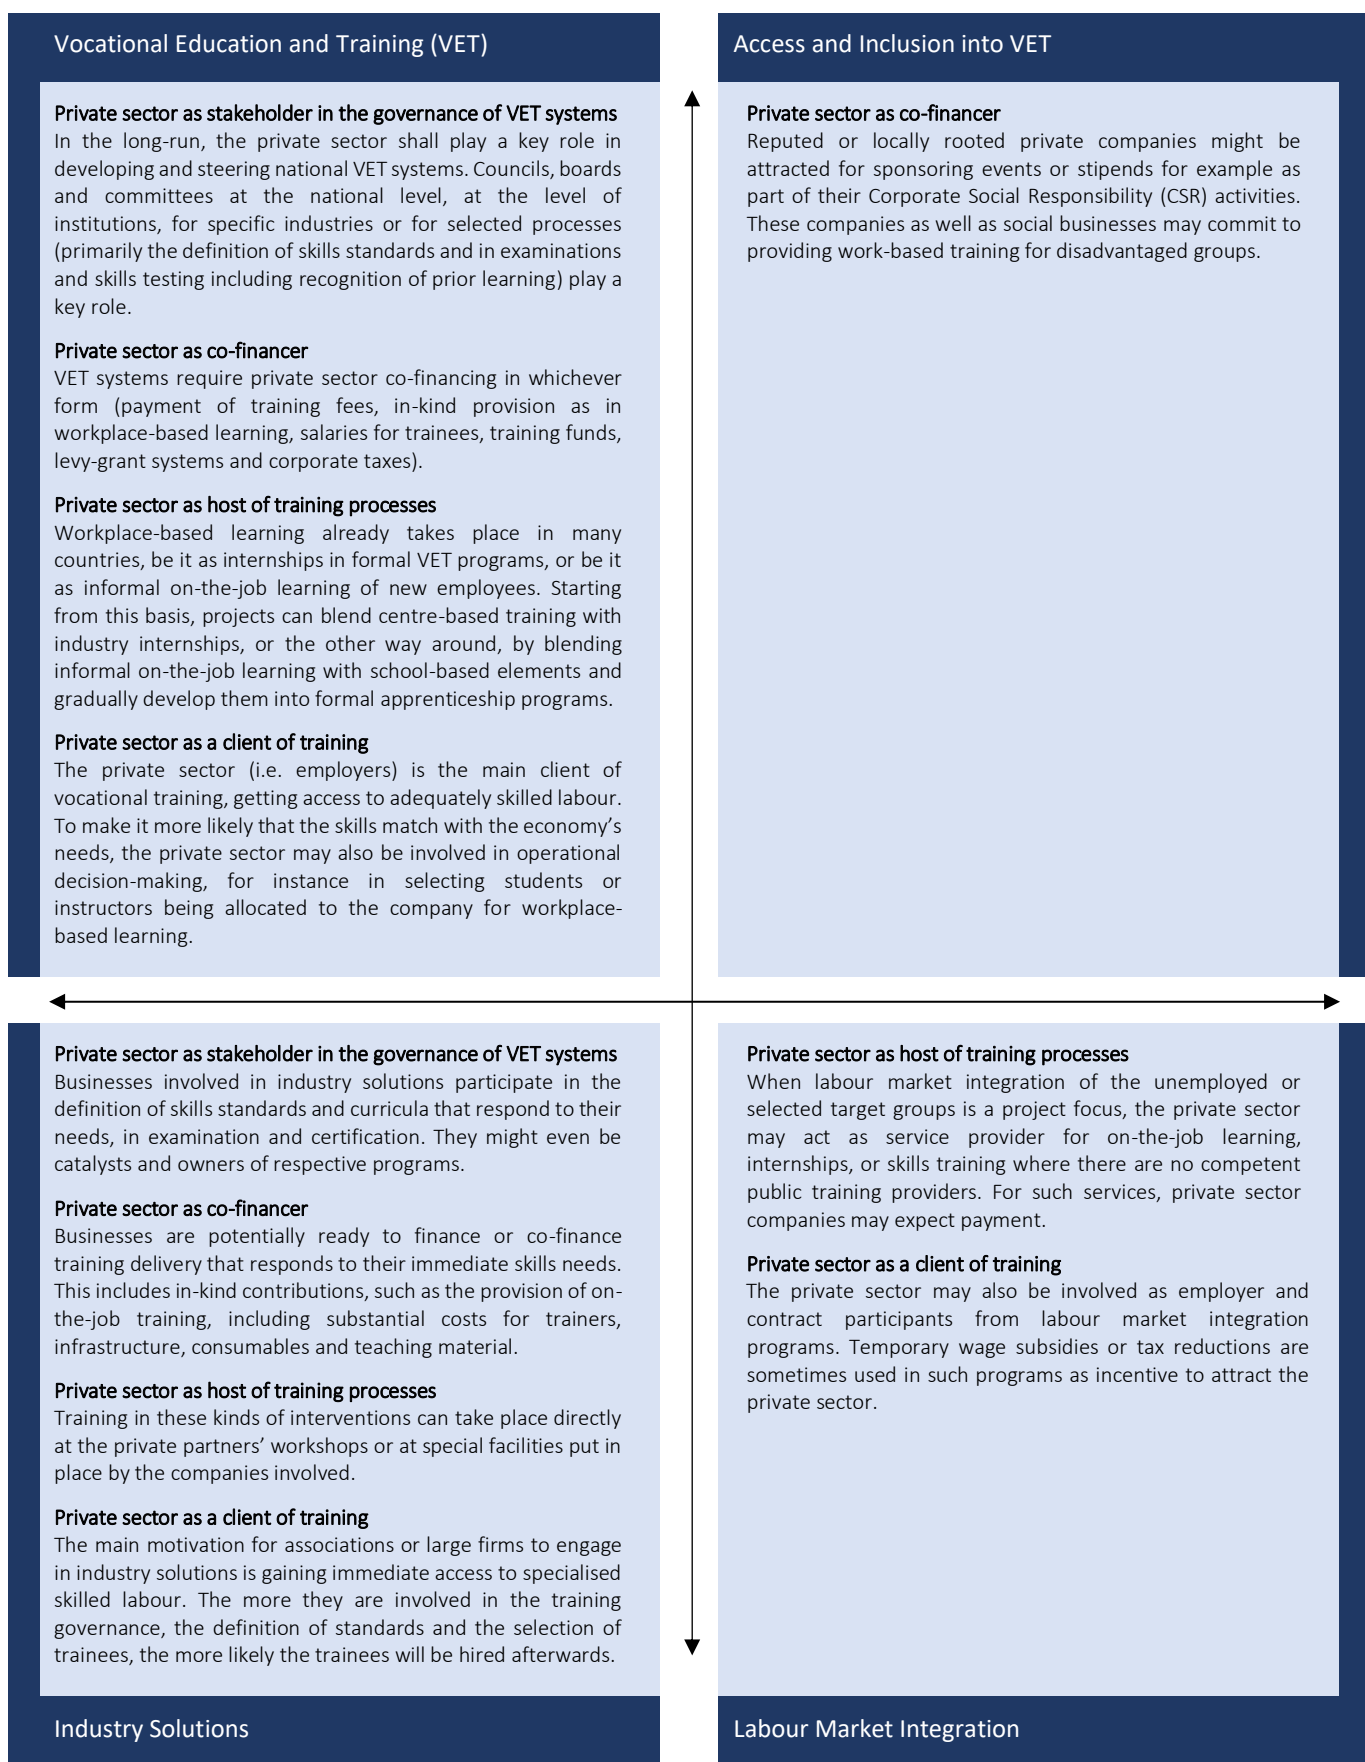 Vocational Education and Training (VET)
Private sector as stakeholder in the governance of VET systems
In the long-run, the private sector shall play a key role in
developing and steering national VET systems. Councils, boards
and committees at the national level, at the level of
institutions, for specific industries or for selected processes
(primarily the definition of skills standards and in examinations
and skills testing including recognition of prior learning) play a
key role.
Private sector as co-financer
VET systems require private sector co-financing in whichever
form (payment of training fees, in-kind provision as in
workplace-based learning, salaries for trainees, training funds,
levy-grant systems and corporate taxes).
Private sector as host of training processes
Workplace-based learning already takes place in many
countries, be it as internships in formal VET programs, or be it
as informal on-the-job learning of new employees. Starting
from this basis, projects can blend centre-based training with
industry internships, or the other way around, by blending
informal on-the-job learning with school-based elements and
gradually develop them into formal apprenticeship programs.
Private sector as a client of training
The private sector (i.e. employers) is the main client of
vocational training, getting access to adequately skilled labour.
To make it more likely that the skills match with the economy's
needs, the private sector may also be involved in operational
decision-making, for instance in selecting students or
instructors being allocated to the company for workplace-
based learning.
Access and Inclusion into VET
Private sector as co-financer
Reputed or locally rooted private companies might be
attracted for sponsoring events or stipends for example as
part of their Corporate Social Responsibility (CSR) activities.
These companies as well as social businesses may commit to
providing work-based training for disadvantaged groups.
Private sector as stakeholder in the governance of VET systems
Businesses involved in industry solutions participate in the
definition of skills standards and curricula that respond to their
needs, in examination and certification. They might even be
catalysts and owners of respective programs.
Private sector as co-financer
Businesses are potentially ready to finance or co-finance
training delivery that responds to their immediate skills needs.
This includes in-kind contributions, such as the provision of on-
the-job training, including substantial costs for trainers,
infrastructure, consumables and teaching material.
Private sector as host of training processes
Training in these kinds of interventions can take place directly
at the private partners' workshops or at special facilities put in
place by the companies involved.
Private sector as a client of training
The main motivation for associations or large firms to engage
in industry solutions is gaining immediate access to specialised
skilled labour. The more they are involved in the training
governance, the definition of standards and the selection of
trainees, the more likely the trainees will be hired afterwards.
Industry Solutions
Private sector as host of training processes
When labour market integration of the unemployed or
selected target groups is a project focus, the private sector
may act as service provider for on-the-job learning,
internships, or skills training where there are no competent
public training providers. For such services, private sector
companies may expect payment.
Private sector as a client of training
The private sector may also be involved as employer and
contract participants from labour market integration
programs. Temporary wage subsidies or tax reductions are
sometimes used in such programs as incentive to attract the
private sector.
Labour Market Integration